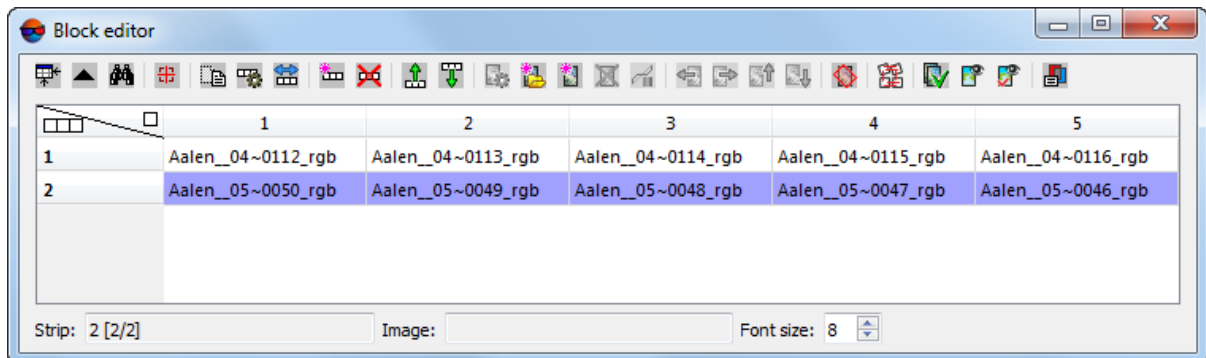 Block editor
1 2 3 4 5
1 Aalen__04~0112_rgb Aalen__04~0113_rgb Aalen__04~0114_rgb Aalen__04~0115_rgb Aalen__04~0116_rgb
2 Aalen__05~0050_rgb Aalen__05~0049_rgb Aalen__05~0048_rgb Aalen__05~0047_rgb Aalen__05~0046_rgb
Strip: 2 [2/2] Image: Font size: 8